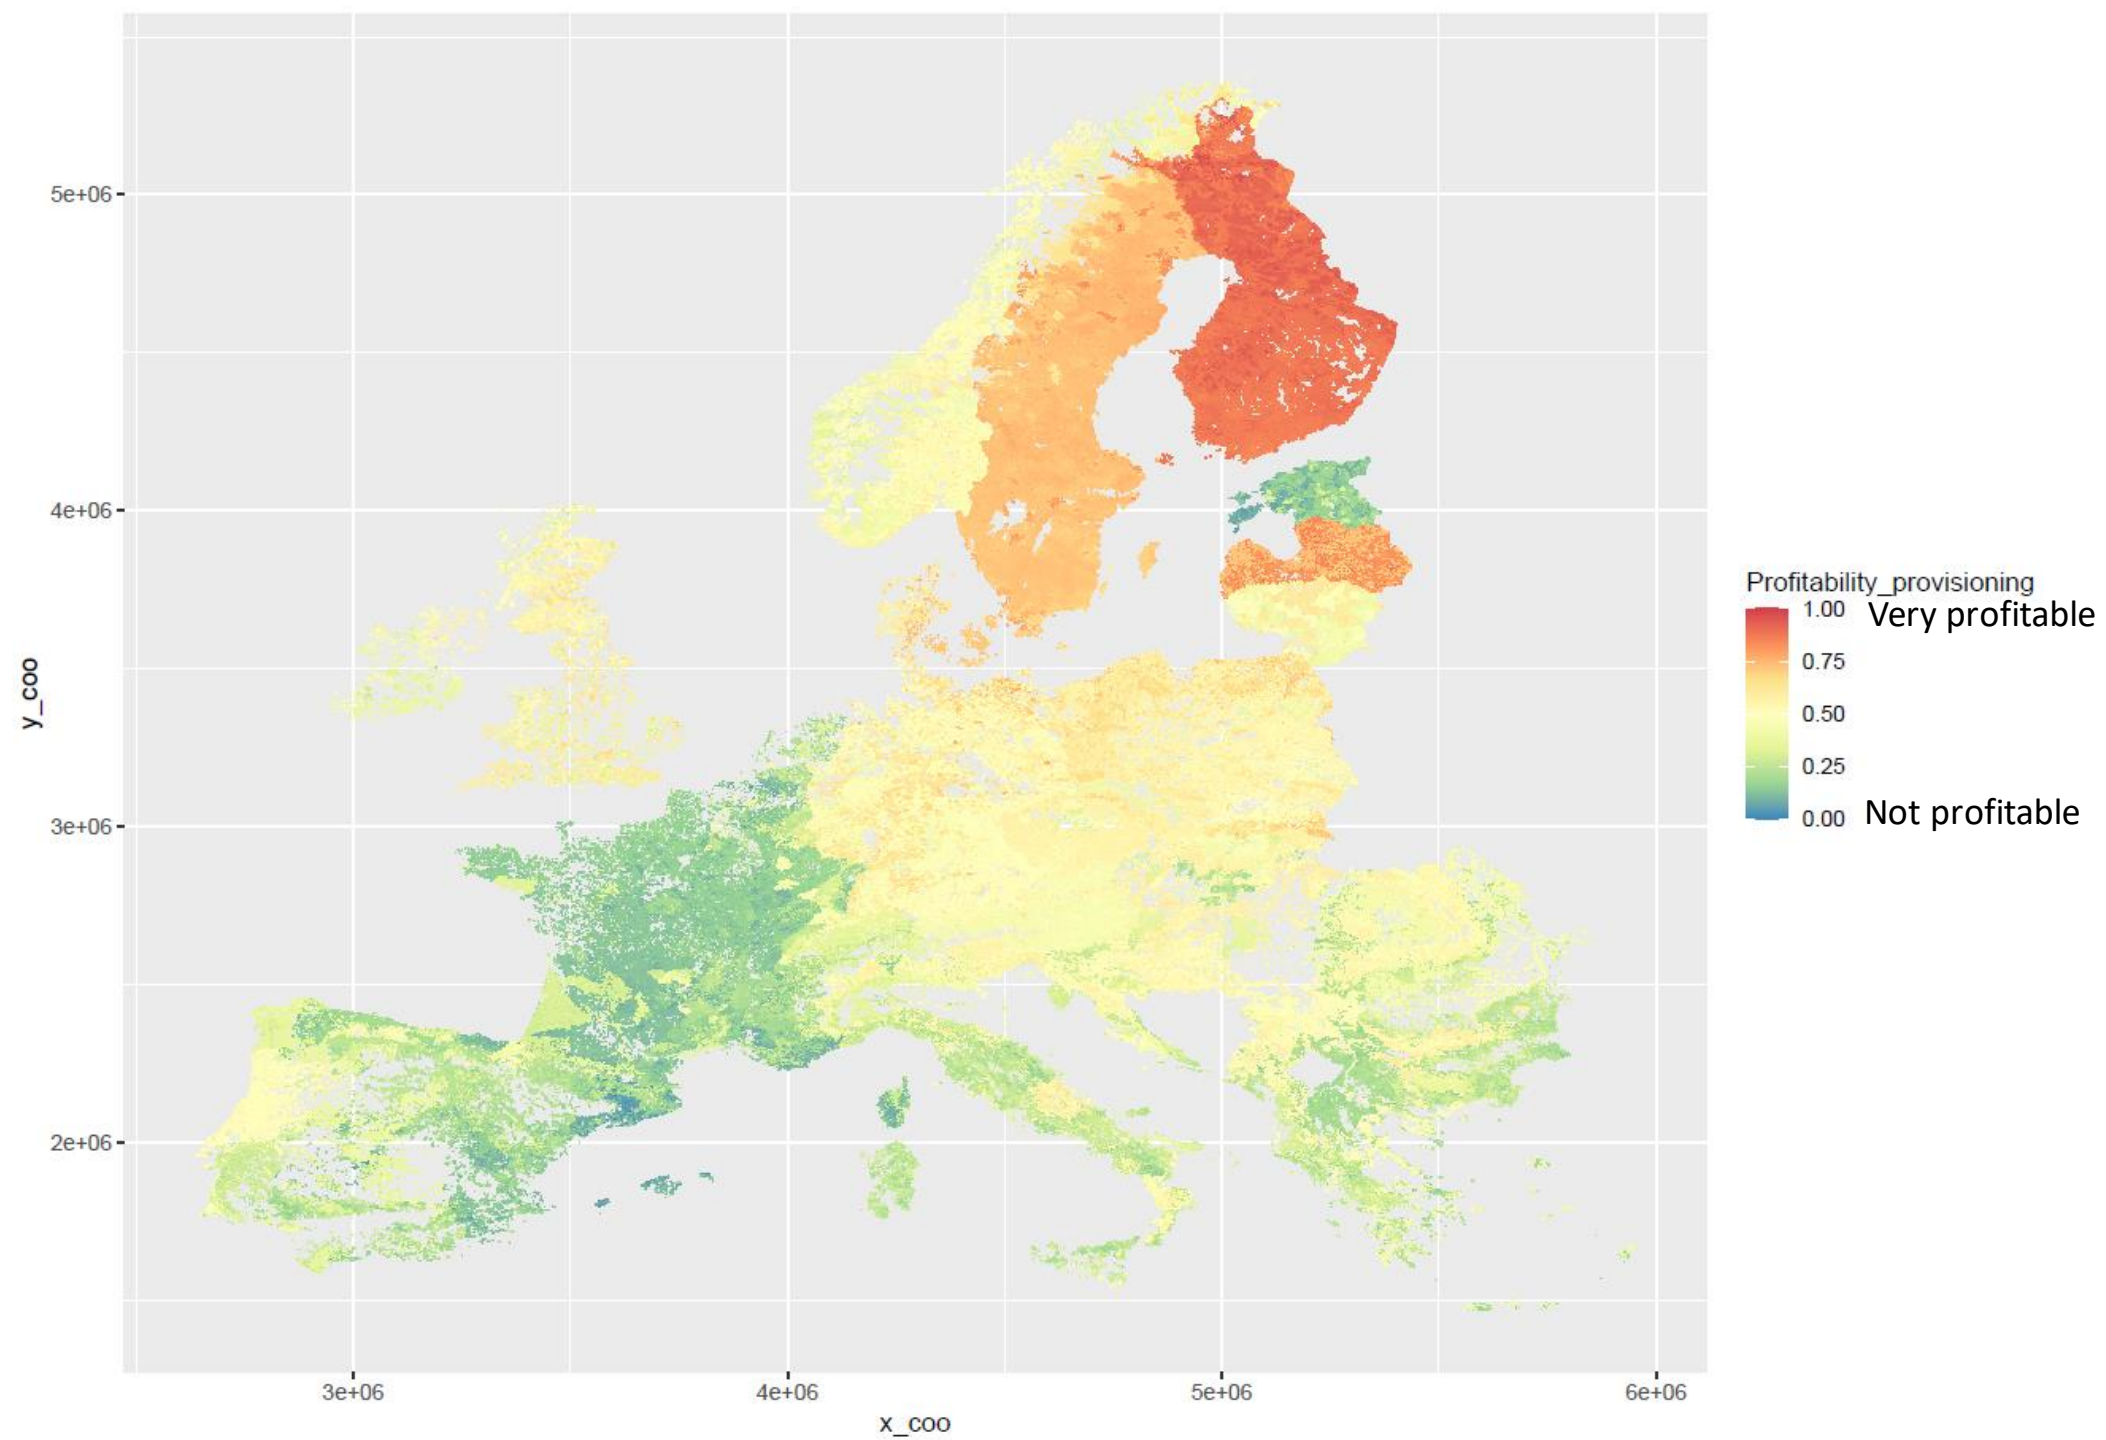 5e+06
4e+06
3e+06
2e+06
y_coo
3e+06
4e+06
5e+06
6e+06
x_coo
Profitability_provisioning
1.00 Very profitable
0.75
0.50
0.25
0.00 Not profitable